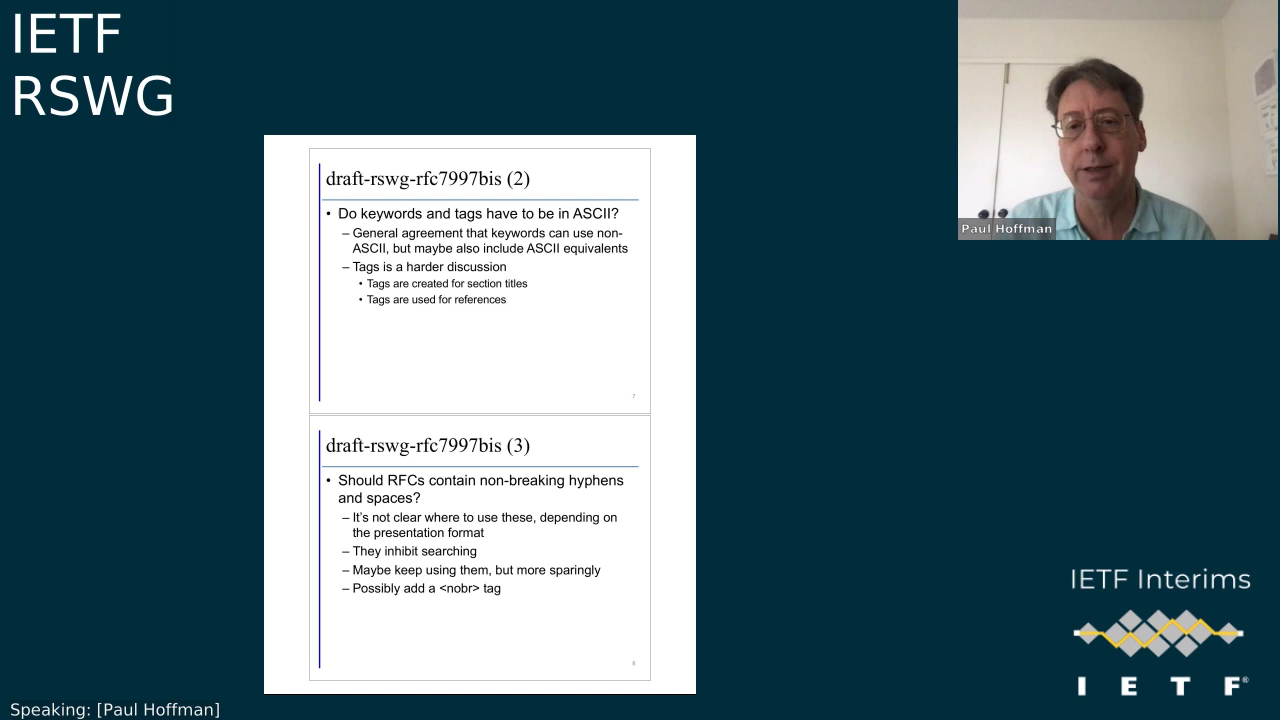 IETF
RSWG
draft-rswg-rfc7997bis (2)
• Do keywords and tags have to be in ASCII?
– General agreement that keywords can use non-
ASCII, but maybe also include ASCII equivalents
– Tags is a harder discussion
• Tags are created for section titles
• Tags are used for references
7
draft-rswg-rfc7997bis (3)
• Should RFCs contain non-breaking hyphens
and spaces?
– It's not clear where to use these, depending on
the presentation format
– They inhibit searching
– Maybe keep using them, but more sparingly
– Possibly add a <nobr> tag
8
Paul Hoffman
IETF Interims
I E T F®
Speaking: [Paul Hoffman]